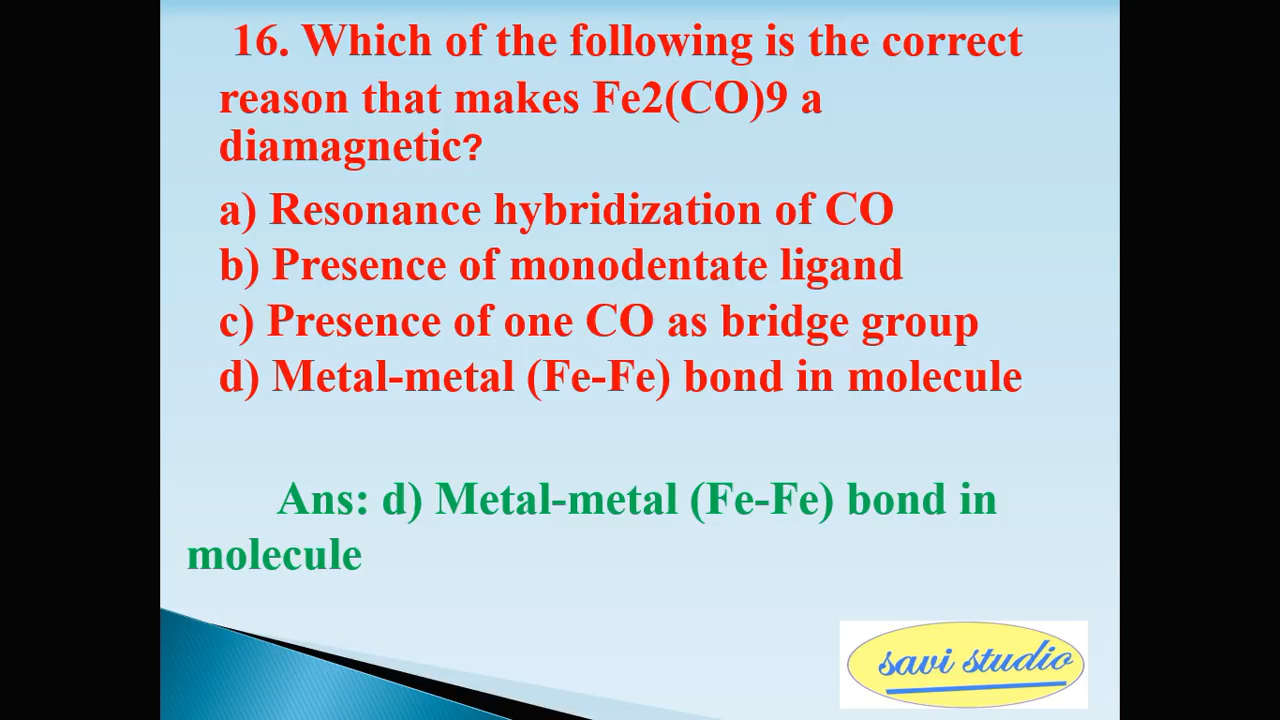 16. Which of the following is the correct
reason that makes Fe2(CO)9 a
diamagnetic?
a) Resonance hybridization of CO
b) Presence of monodentate ligand
c) Presence of one CO as bridge group
d) Metal-metal (Fe-Fe) bond in molecule
Ans: d) Metal-metal (Fe-Fe) bond in
molecule
savi studio